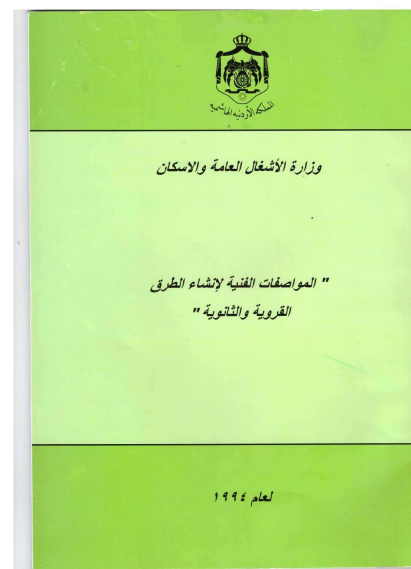 المملكة الأردنية الهاشمية
وزارة الأشغال العامة والاسكان
" المواصفات الفنية لإنشاء الطرق
القروية والثانوية "
لعام ١٩٩٤